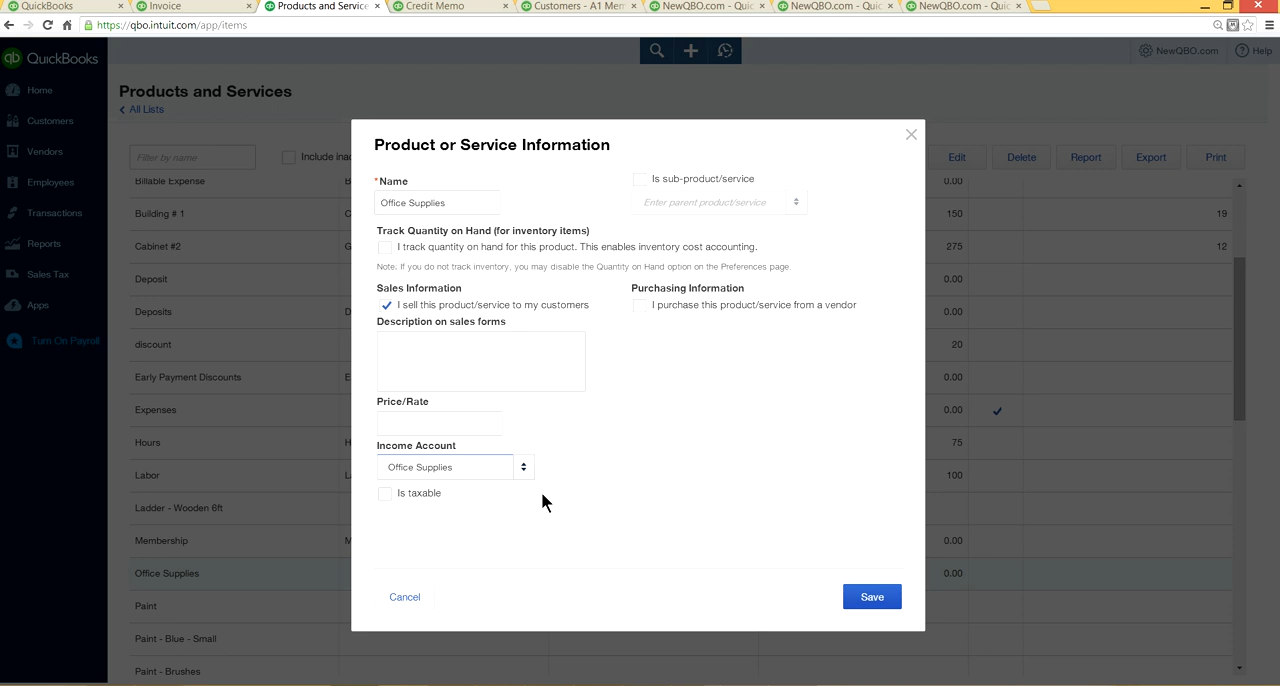 QuickBooks
Invoice
Products and Service
Credit Memo
Customers - A1 Mem
NewQBO.com - Quic
NewQBO.com - Quic
NewQBO.com - Quic
https://qbo.intuit.com/app/items
qb QuickBooks
NewQBO.com
? Help
Home
Customers
Vendors
Employees
Transactions
Reports
Sales Tax
Apps
Turn On Payroll
Products and Services
All Lists
Filter by name
Include inac
Edit
Delete
Report
Export
Print
Billable Expense B 0.00
Building # 1 C 150 19
Cabinet #2 G 275 12
Deposit 0.00
Deposits D 0.00
discount 20
Early Payment Discounts E 0.00
Expenses 0.00
Hours H 75
Labor La 100
Ladder - Wooden 6ft
Membership M 0.00
Office Supplies 0.00
Paint
Paint - Blue - Small
Paint - Brushes
Product or Service Information
*Name
Office Supplies
Is sub-product/service
Enter parent product/service
Track Quantity on Hand (for inventory items)
I track quantity on hand for this product. This enables inventory cost accounting.
Note: If you do not track inventory, you may disable the Quantity on Hand option on the Preferences page.
Sales Information
I sell this product/service to my customers
Purchasing Information
I purchase this product/service from a vendor
Description on sales forms
Price/Rate
Income Account
Office Supplies
Is taxable
Cancel
Save